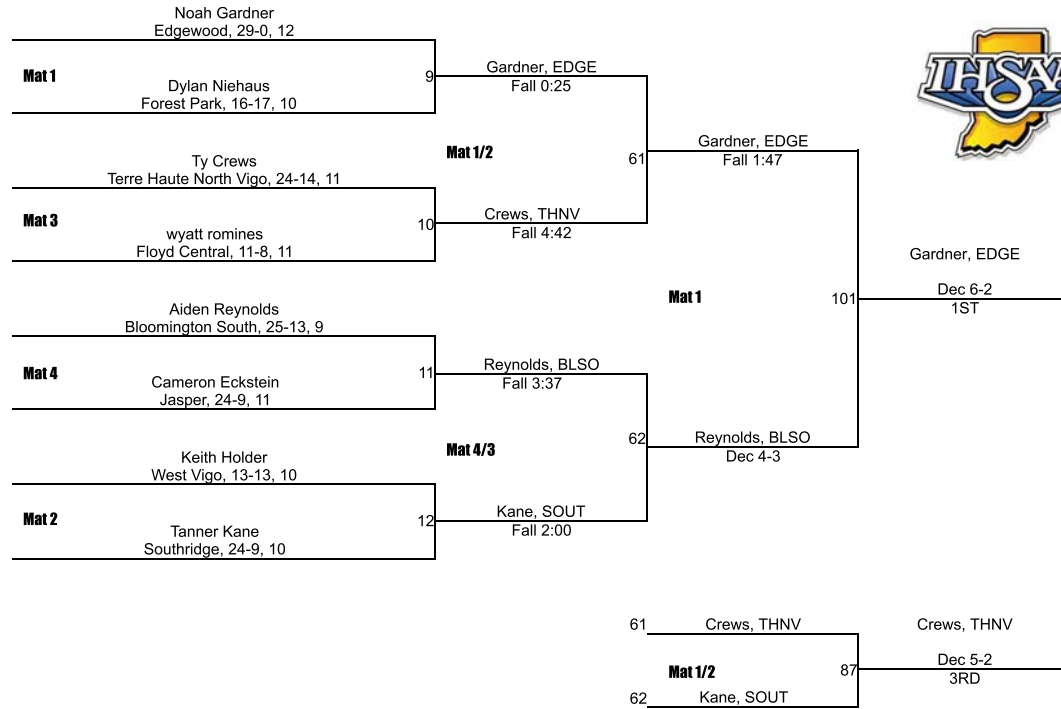 Noah Gardner
Edgewood, 29-0, 12
Mat 1
9
Dylan Niehaus
Forest Park, 16-17, 10
Gardner, EDGE
Fall 0:25
Mat 1/2
61
Ty Crews
Terre Haute North Vigo, 24-14, 11
Mat 3
10
wyatt romines
Floyd Central, 11-8, 11
Crews, THNV
Fall 4:42
Gardner, EDGE
Fall 1:47
IHSAA
Mat 1
101
Gardner, EDGE
Dec 6-2
1ST
Aiden Reynolds
Bloomington South, 25-13, 9
Mat 4
11
Cameron Eckstein
Jasper, 24-9, 11
Reynolds, BLSO
Fall 3:37
Mat 4/3
62
Reynolds, BLSO
Dec 4-3
Keith Holder
West Vigo, 13-13, 10
Mat 2
12
Tanner Kane
Southridge, 24-9, 10
Kane, SOUT
Fall 2:00
61
Crews, THNV
Mat 1/2
87
62
Kane, SOUT
Crews, THNV
Dec 5-2
3RD